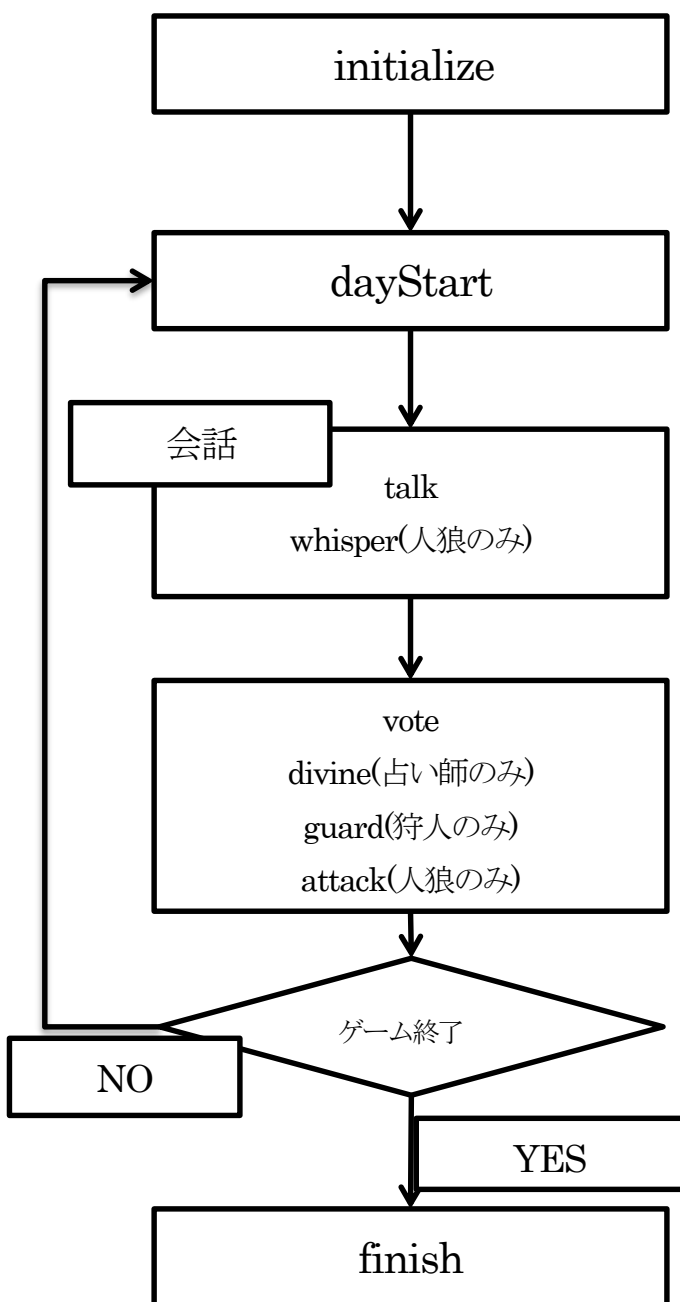 initialize
dayStart
会話
talk
whisper(人狼のみ)
vote
divine(占い師のみ)
guard(狩人のみ)
attack(人狼のみ)
ゲーム終了
NO
YES
finish